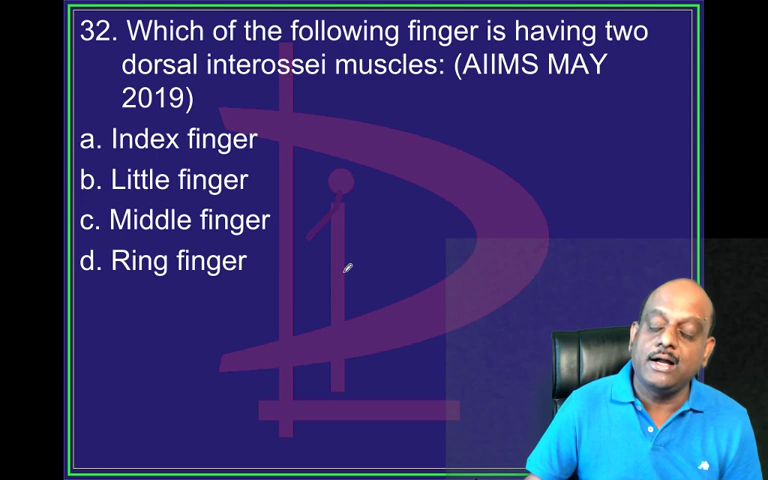 32. Which of the following finger is having two
dorsal interossei muscles: (AIIMS MAY
2019)
a. Index finger
b. Little finger
c. Middle finger
d. Ring finger